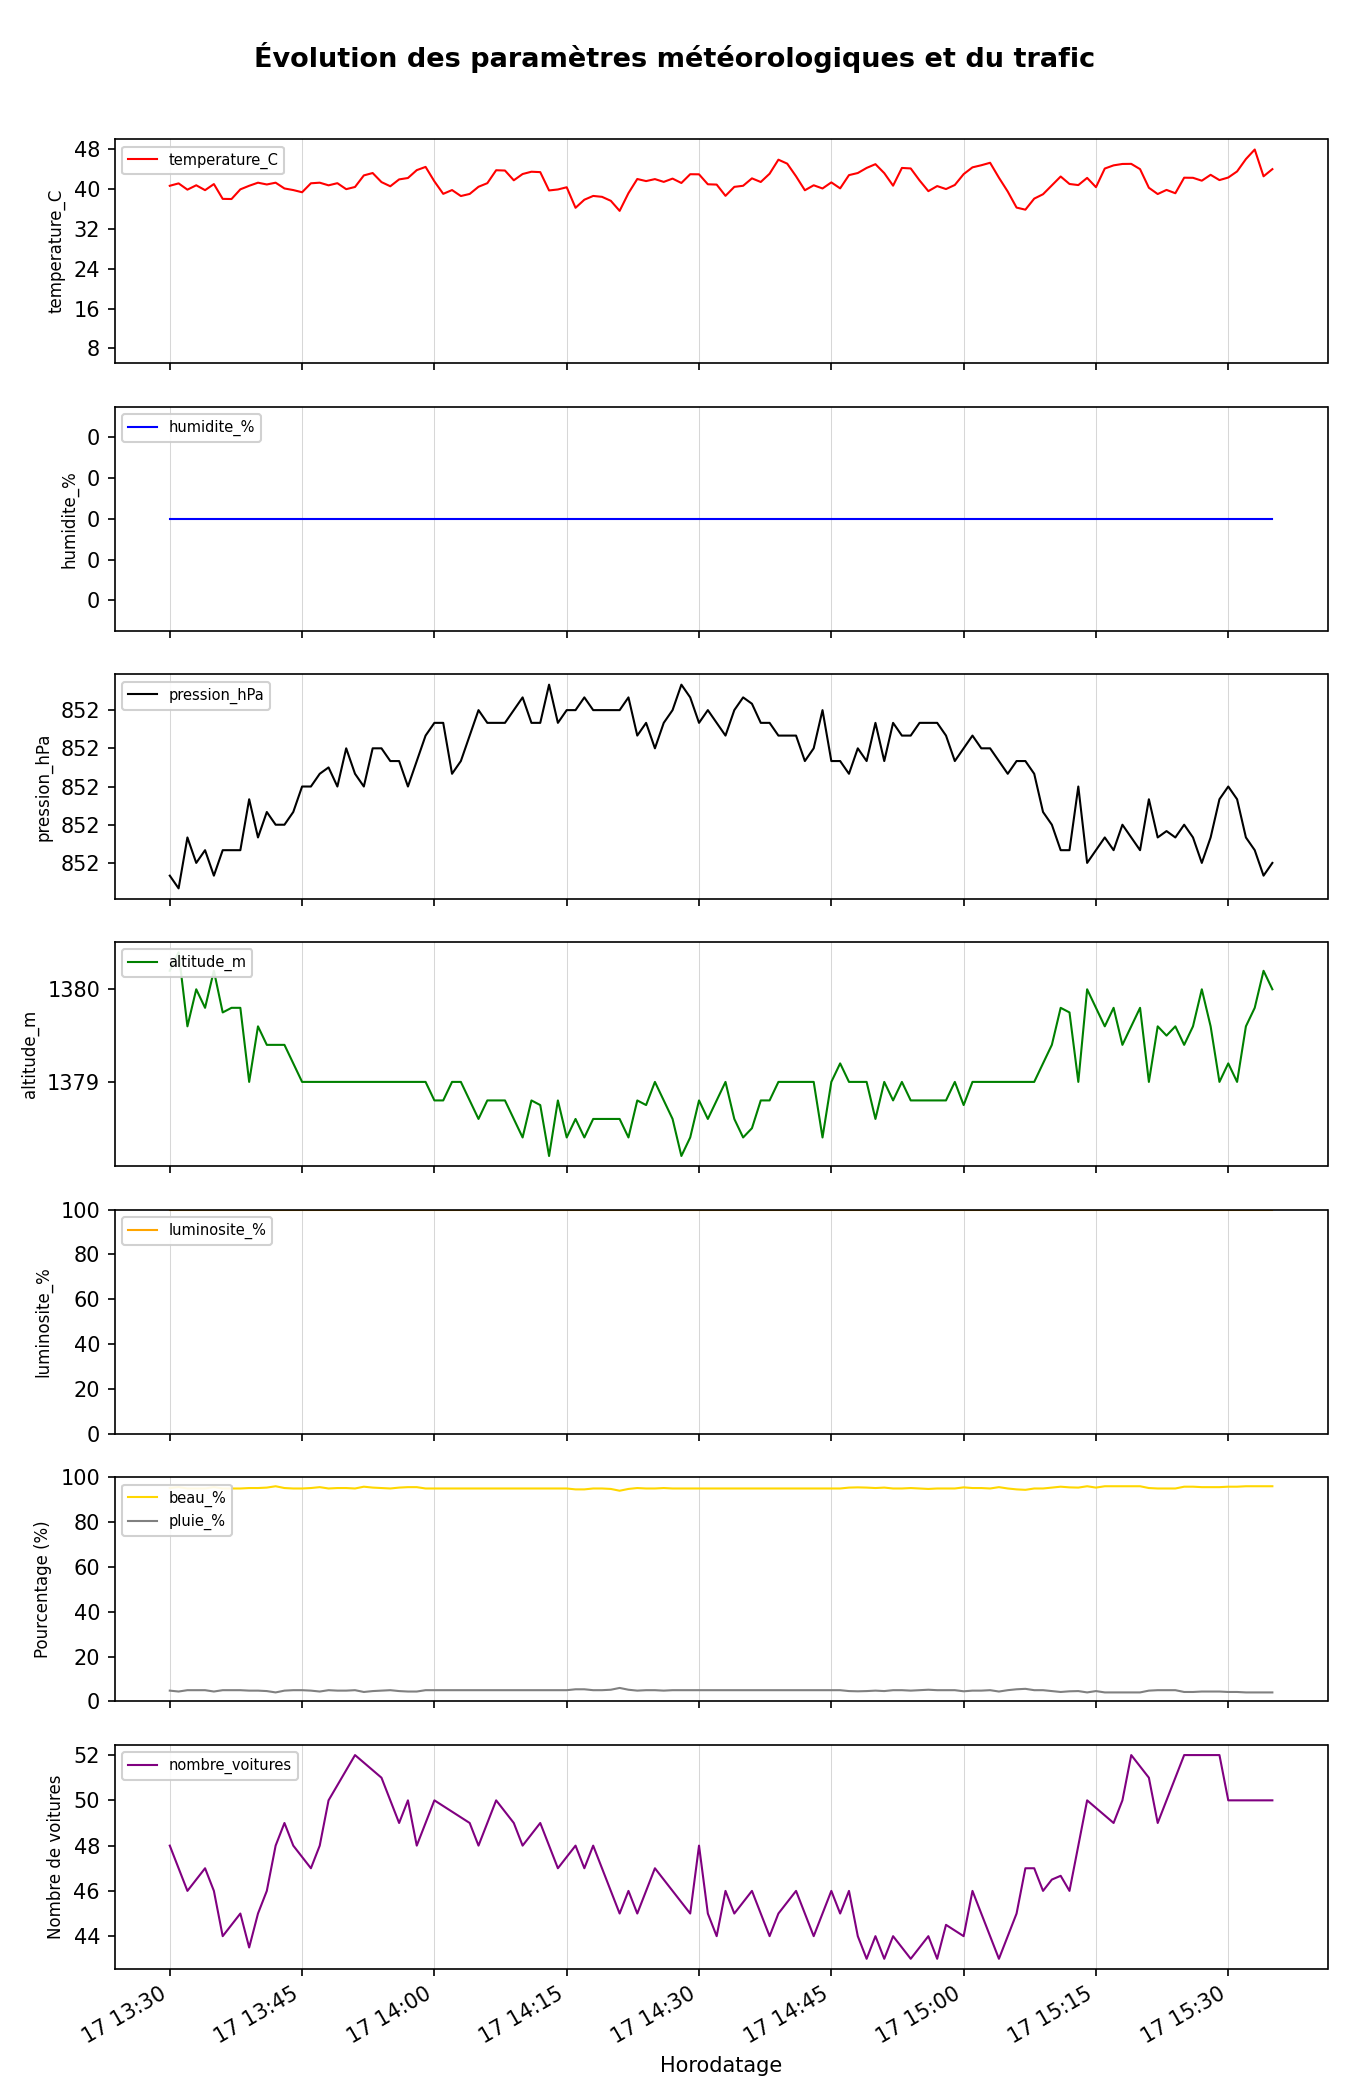 Évolution des paramètres météorologiques et du trafic
temperature_C
temperature_C
48
40
32
24
16
8
humidite_%
humidite_%
0
0
0
0
0
pression_hPa
pression_hPa
852
852
852
852
852
altitude_m
altitude_m
1380
1379
luminosite_%
luminosite_%
100
80
60
40
20
0
Pourcentage (%)
beau_%
pluie_%
100
80
60
40
20
0
Nombre de voitures
nombre_voitures
52
50
48
46
44
17 13:30
17 13:45
17 14:00
17 14:15
17 14:30
17 14:45
17 15:00
17 15:15
17 15:30
Horodatage